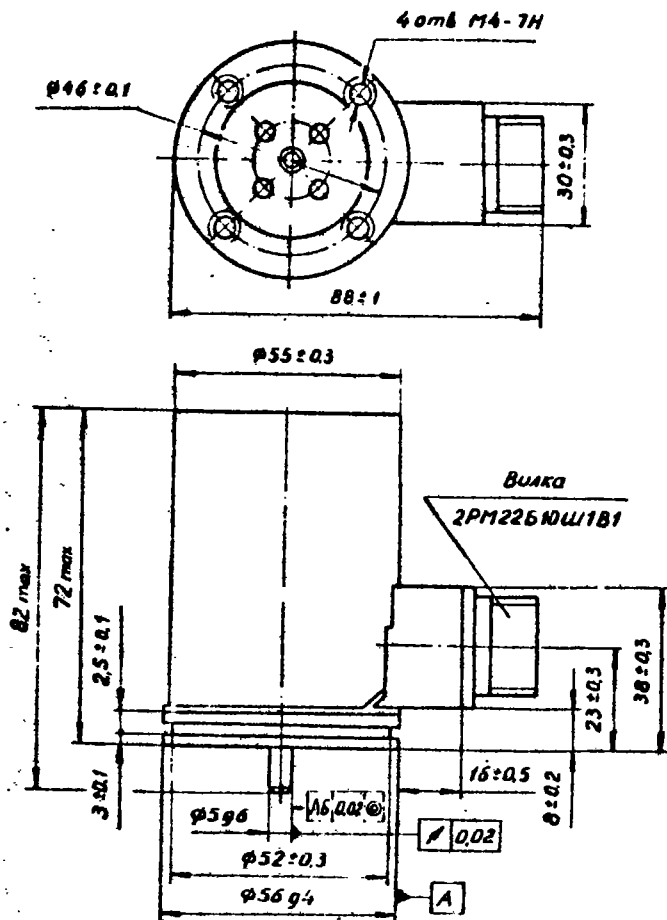 4 отв М4-7Н
φ46±0,1
30±0,3
88±1
φ55±0.3
Вилка
2РМ22Б10Ш1В1
82 max
72 max
2,5±0,1
3±0,1
38±0,3
23±0,3
8±0,2
16±0,5
φ5g6
0,02
0,02
φ52±0,3
φ56g4
А